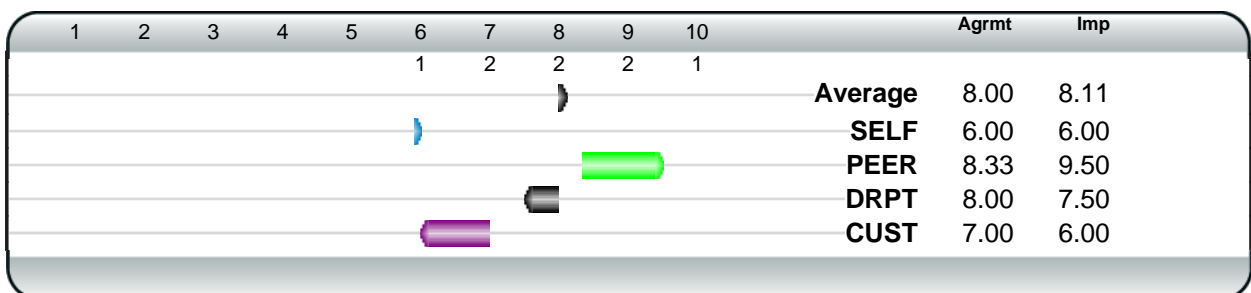 1 2 3 4 5 6 7 8 9 10 Agrmt Imp
1 2 2 2 1
Average 8.00 8.11
SELF 6.00 6.00
PEER 8.33 9.50
DRPT 8.00 7.50
CUST 7.00 6.00